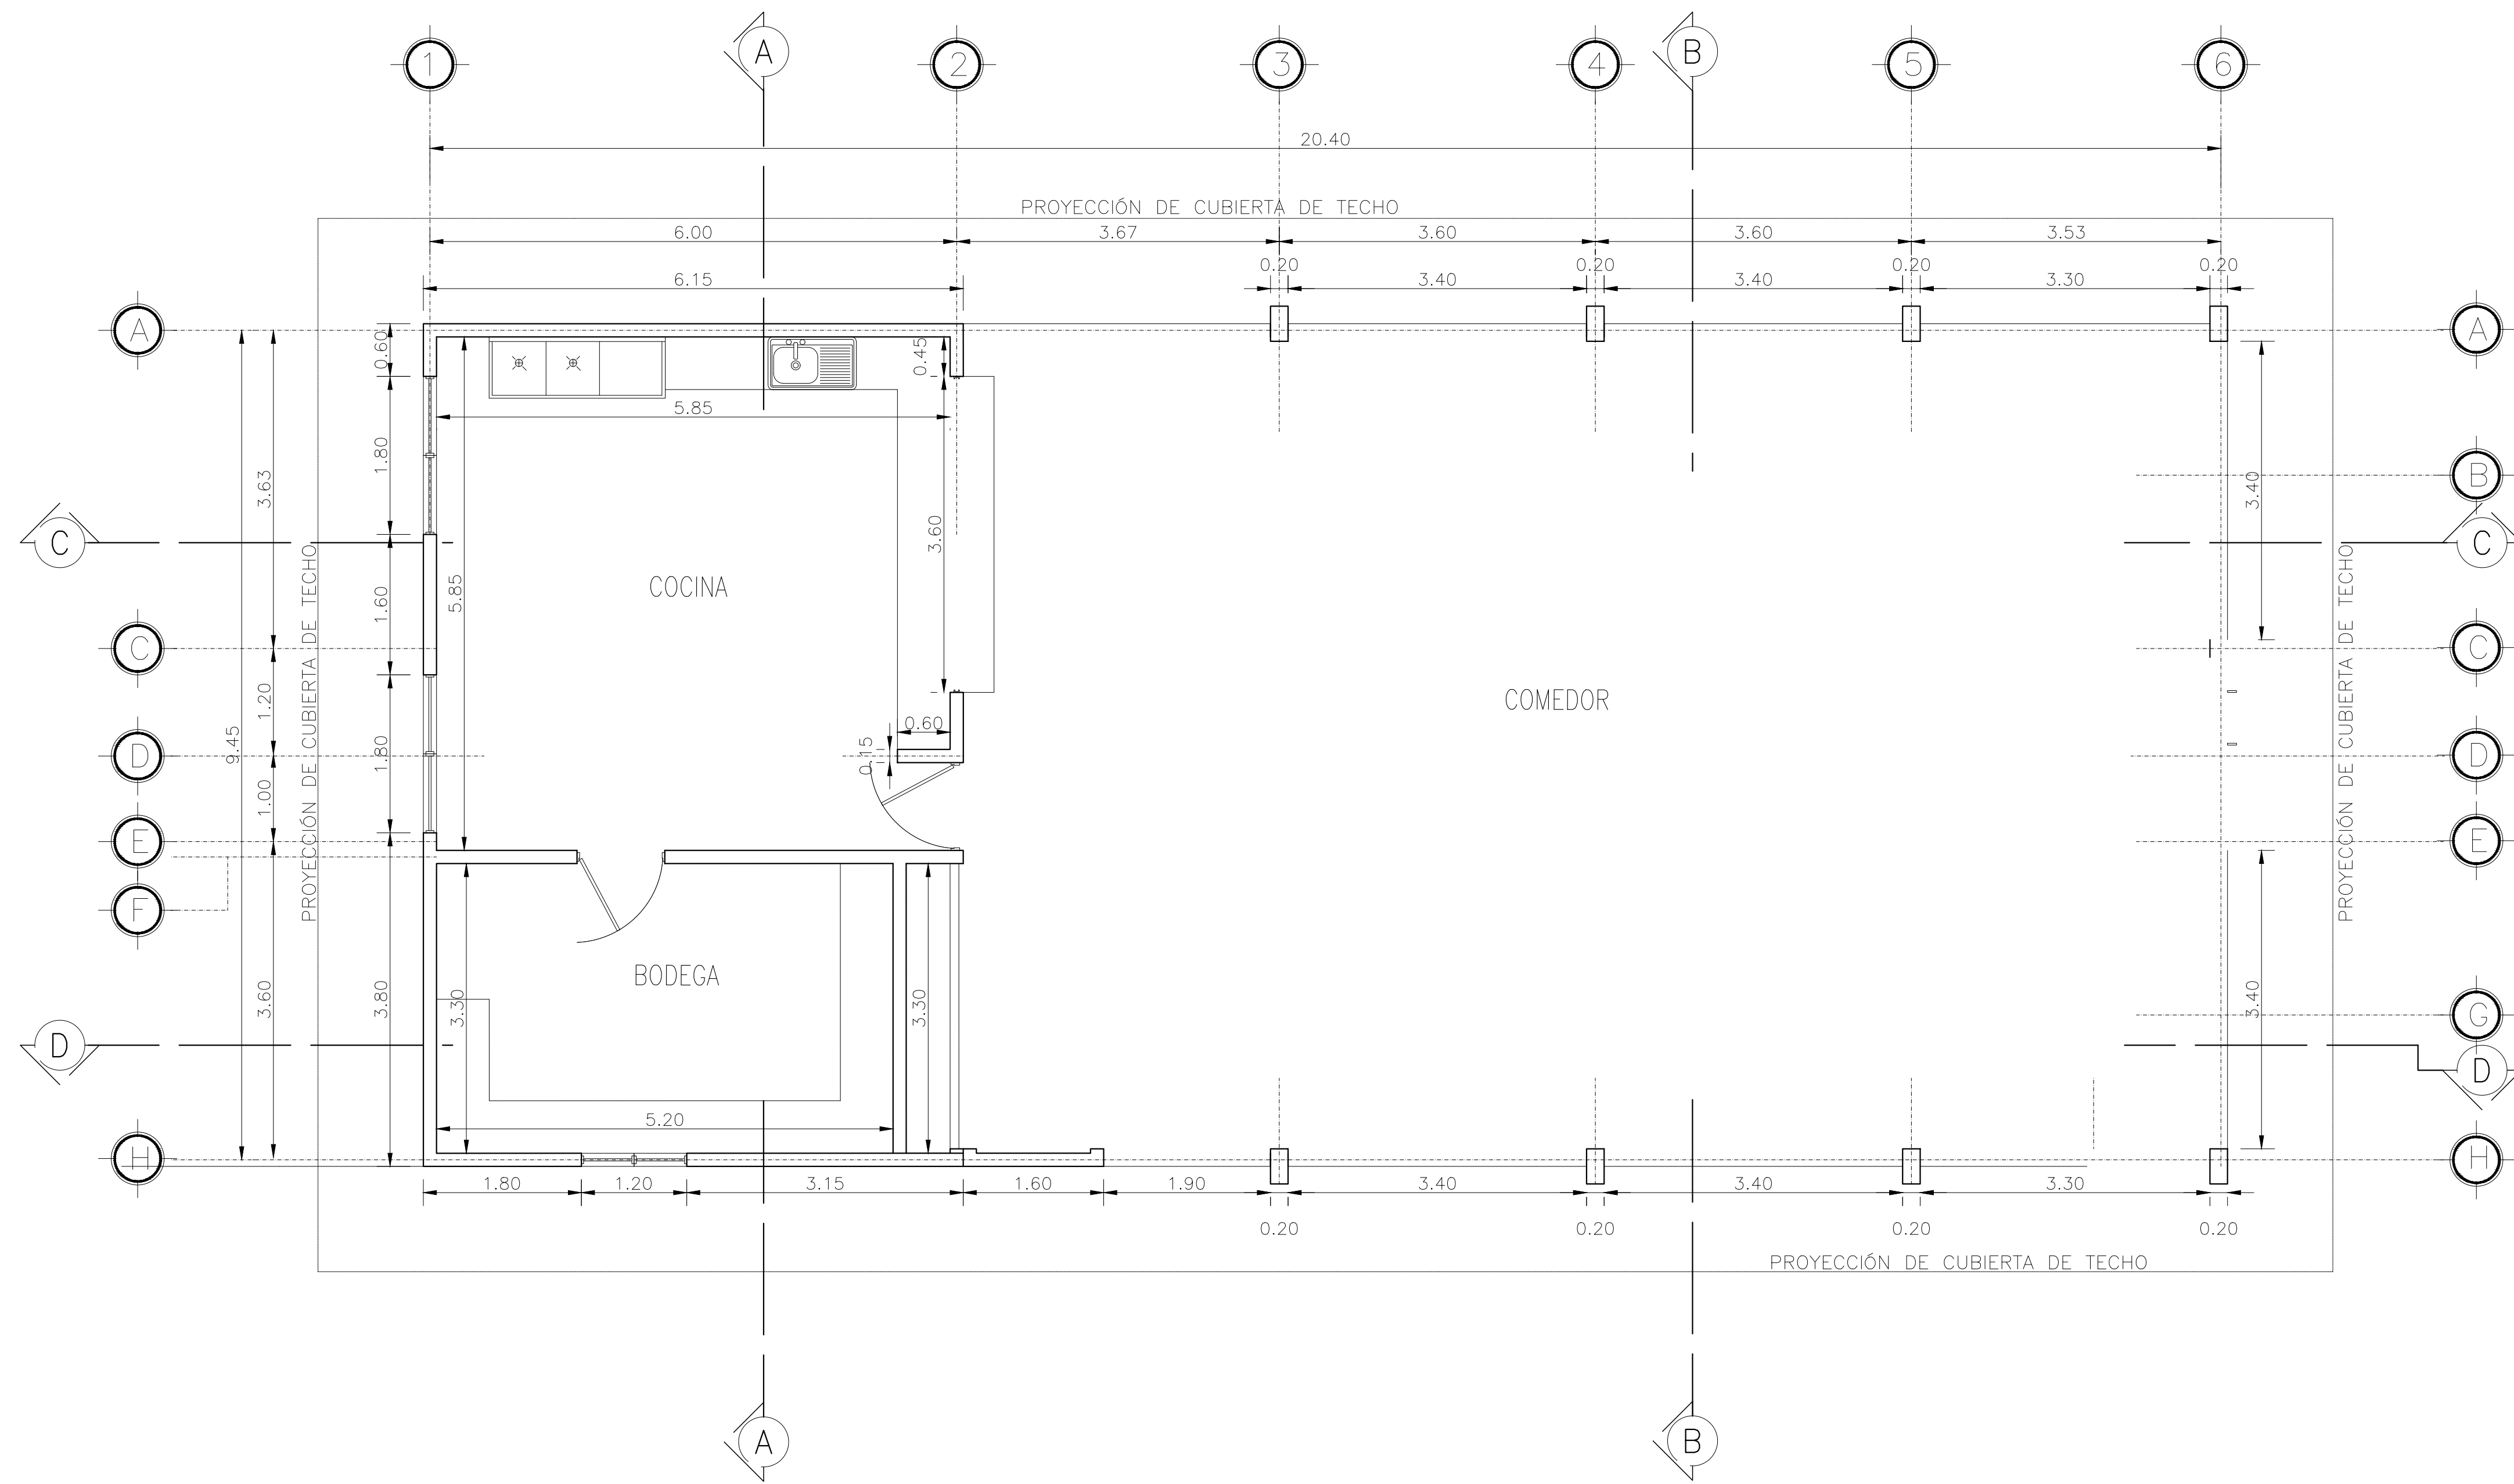 1 A 2 3 4 B 5 6
20.40
PROYECCIÓN DE CUBIERTA DE TECHO
6.00 3.67 3.60 3.60 3.53
0.20 0.20 0.20 0.20
6.15 3.40 3.40 3.30
A A
0.60 0.45
5.85
1.80 3.63 3.40 B
C 3.60 C
PROYECCIÓN DE CUBIERTA DE TECHO
PROYECCIÓN DE CUBIERTA DE TECHO
COCINA
5.85 1.60
C C
1.20 COMEDOR
0.60
9.45 1.80 0.15
D D
1.00
E E
F
BODEGA
3.60 3.80 3.30 3.30 3.40
G
D D
5.20
H H
1.80 1.20 3.15 1.60 1.90 3.40 3.40 3.30
0.20 0.20 0.20 0.20
PROYECCIÓN DE CUBIERTA DE TECHO
A B